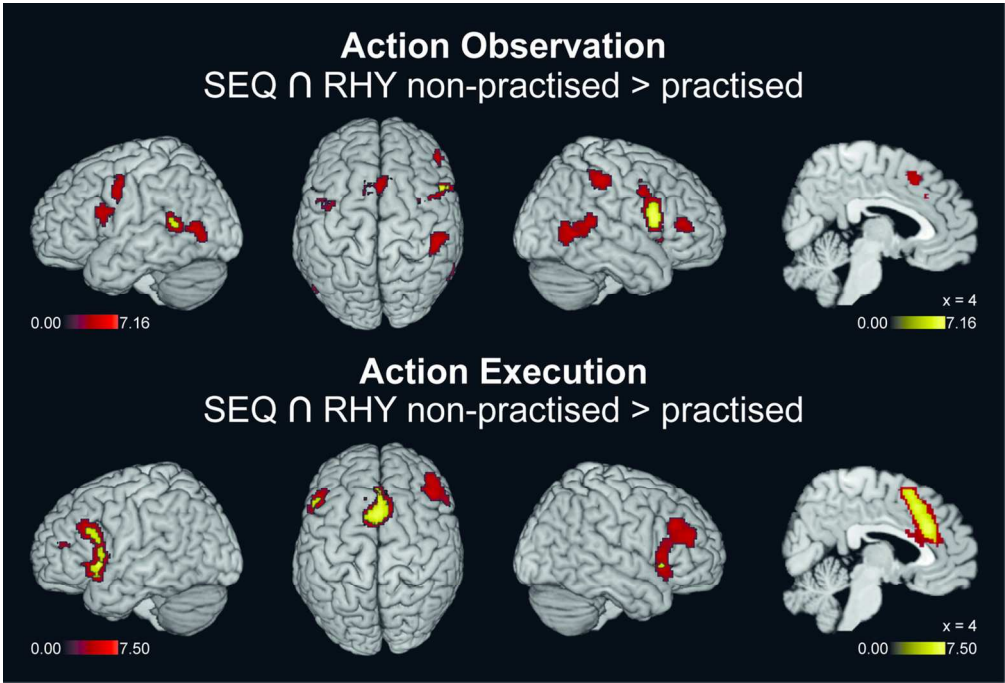 Action Observation
SEQ ∩ RHY non-practised > practised
x = 4
0.00 7.16
0.00 7.16
Action Execution
SEQ ∩ RHY non-practised > practised
x = 4
0.00 7.50
0.00 7.50